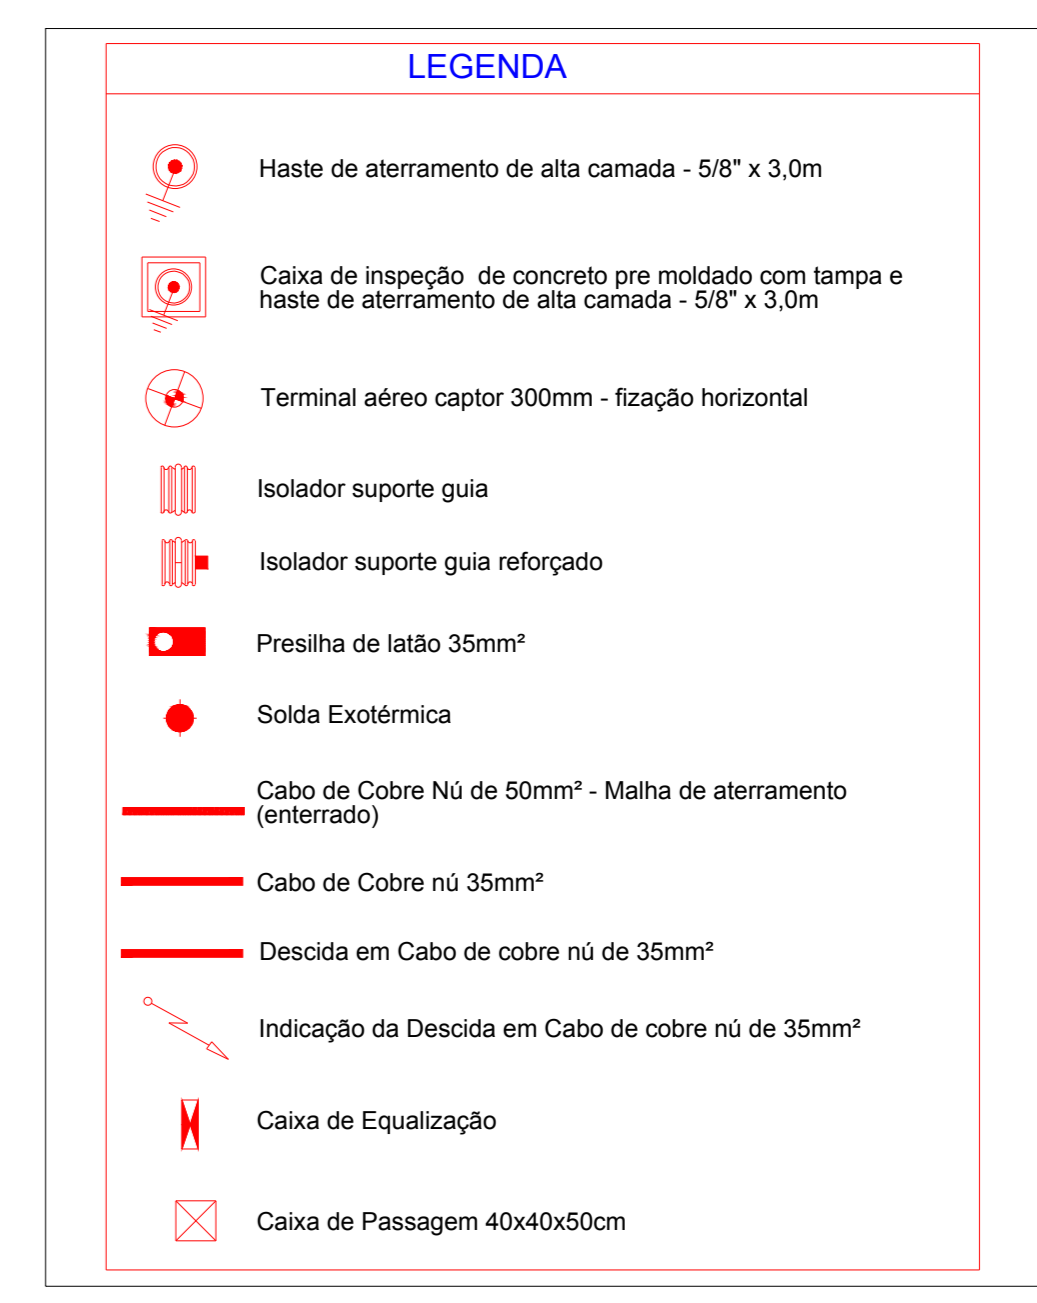 LEGENDA
Haste de aterramento de alta camada - 5/8" x 3,0m
Caixa de inspeção de concreto pre moldado com tampa e
haste de aterramento de alta camada - 5/8" x 3,0m
Terminal aéreo captor 300mm - fização horizontal
Isolador suporte guia
Isolador suporte guia reforçado
Presilha de latão 35mm²
Solda Exotérmica
Cabo de Cobre Nú de 50mm² - Malha de aterramento
(enterrado)
Cabo de Cobre nú 35mm²
Descida em Cabo de cobre nú de 35mm²
Indicação da Descida em Cabo de cobre nú de 35mm²
Caixa de Equalização
Caixa de Passagem 40x40x50cm